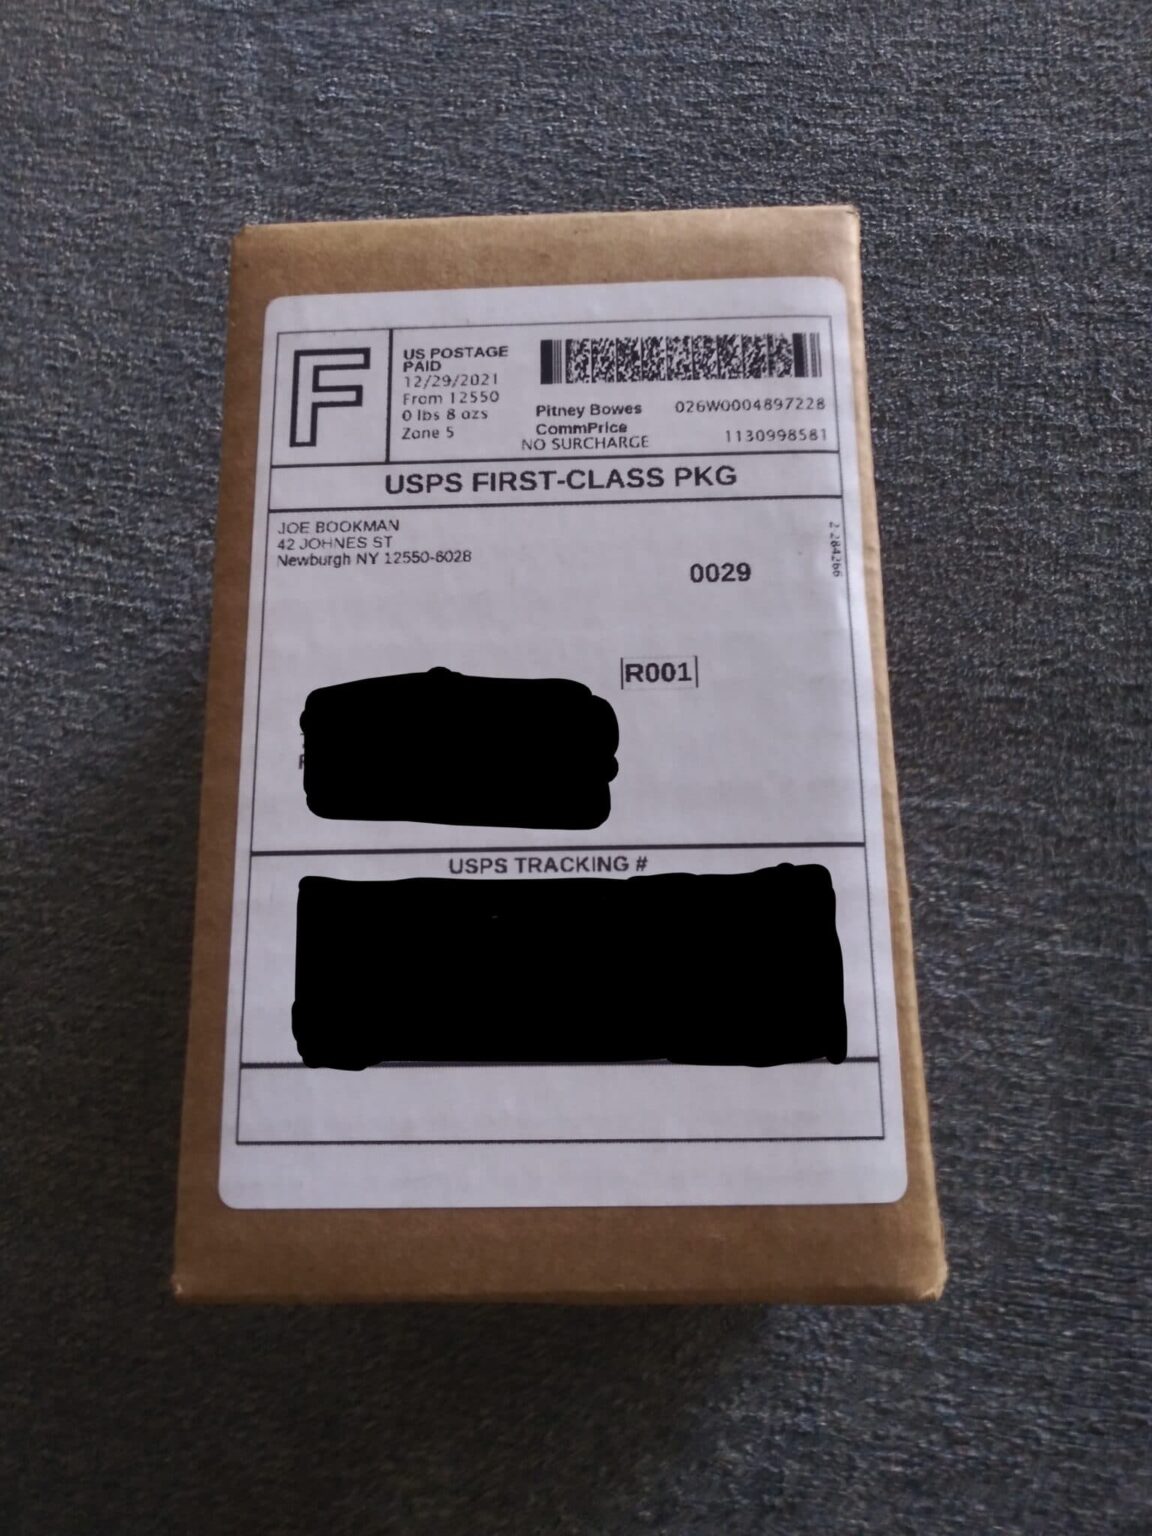 F
US POSTAGE
PAID
12/29/2021
From 12550
0 lbs 8 ozs
Zone 5
Pitney Bowes
CommPrice
NO SURCHARGE
026W0004897228
1130998581
USPS FIRST-CLASS PKG
JOE BOOKMAN
42 JOHNES ST
Newburgh NY 12550-6028
0029
R001
USPS TRACKING #